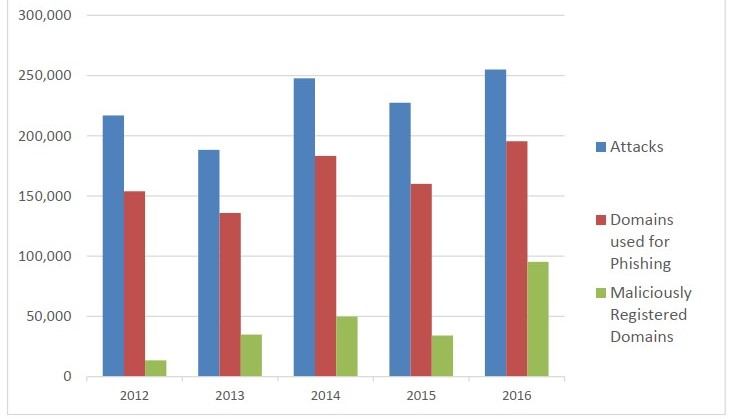 300,000
250,000
200,000
150,000
100,000
50,000
0
2012 2013 2014 2015 2016
Attacks
Domains
used for
Phishing
Maliciously
Registered
Domains